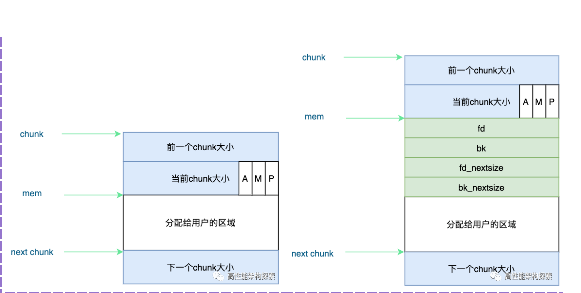 chunk
前一个chunk大小
当前chunk大小
A
M
P
mem
分配给用户的区域
next chunk
下一个chunk大小
chunk
前一个chunk大小
当前chunk大小
A
M
P
mem
fd
bk
fd_nextsize
bk_nextsize
分配给用户的区域
next chunk
下一个chunk大小